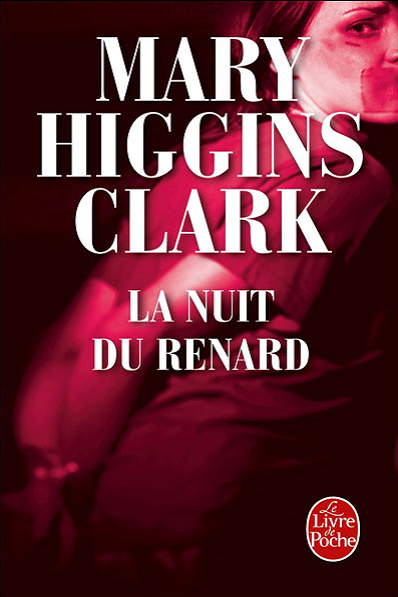 MARY
HIGGINS
CLARK
LA NUIT
DU RENARD
Le
Livre
de
Poche